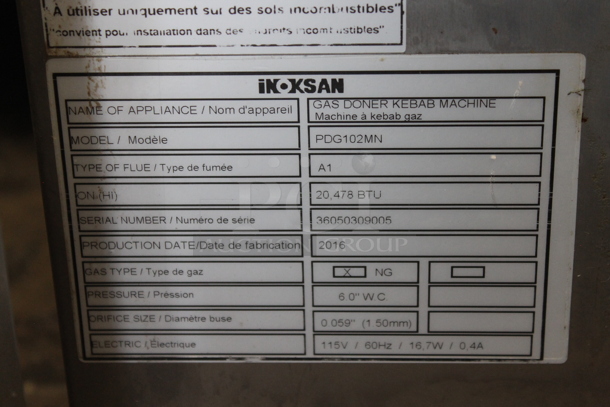 "À utiliser uniquement sur des sols incombustibles"
"convient pour installation dans des incombustibles"
İNOKSAN
NAME OF APPLIANCE / Nom d'appareil GAS DONER KEBAB MACHINE
Machine à kebab gaz
MODEL / Modèle PDG102MN
TYPE OF FLUE / Type de fumée A1
QN (Hi) 20,478 BTU
SERIAL NUMBER / Numéro de série 36050309005
PRODUCTION DATE/Date de fabrication 2016
GAS TYPE / Type de gaz X NG
PRESSURE / Préssion 6.0" W.C.
ORIFICE SIZE / Diamètre buse 0.059" (1.50mm)
ELECTRIC / Électrique 115V / 60Hz / 16,7W / 0,4A
GROUP